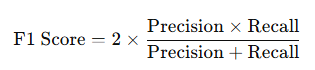 F1 Score = 2 × Precision × Recall / Precision + Recall